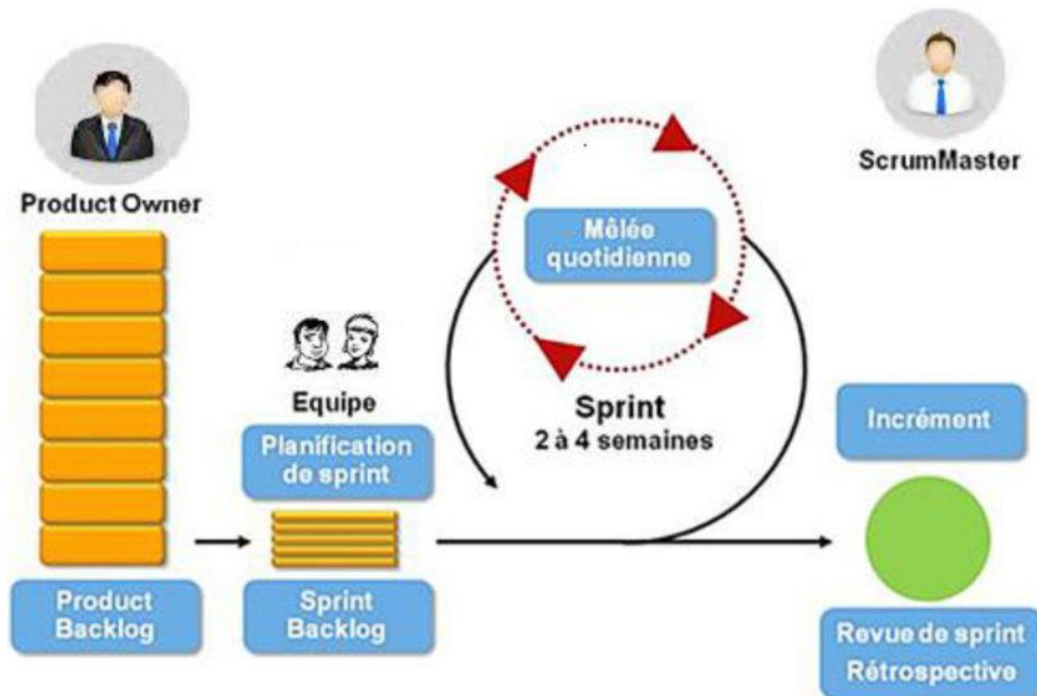 Product Owner
Product
Backlog
Equipe
Planification
de sprint
Sprint
Backlog
Mêlée
quotidienne
Sprint
2 à 4 semaines
ScrumMaster
Incrément
Revue de sprint
Rétrospective